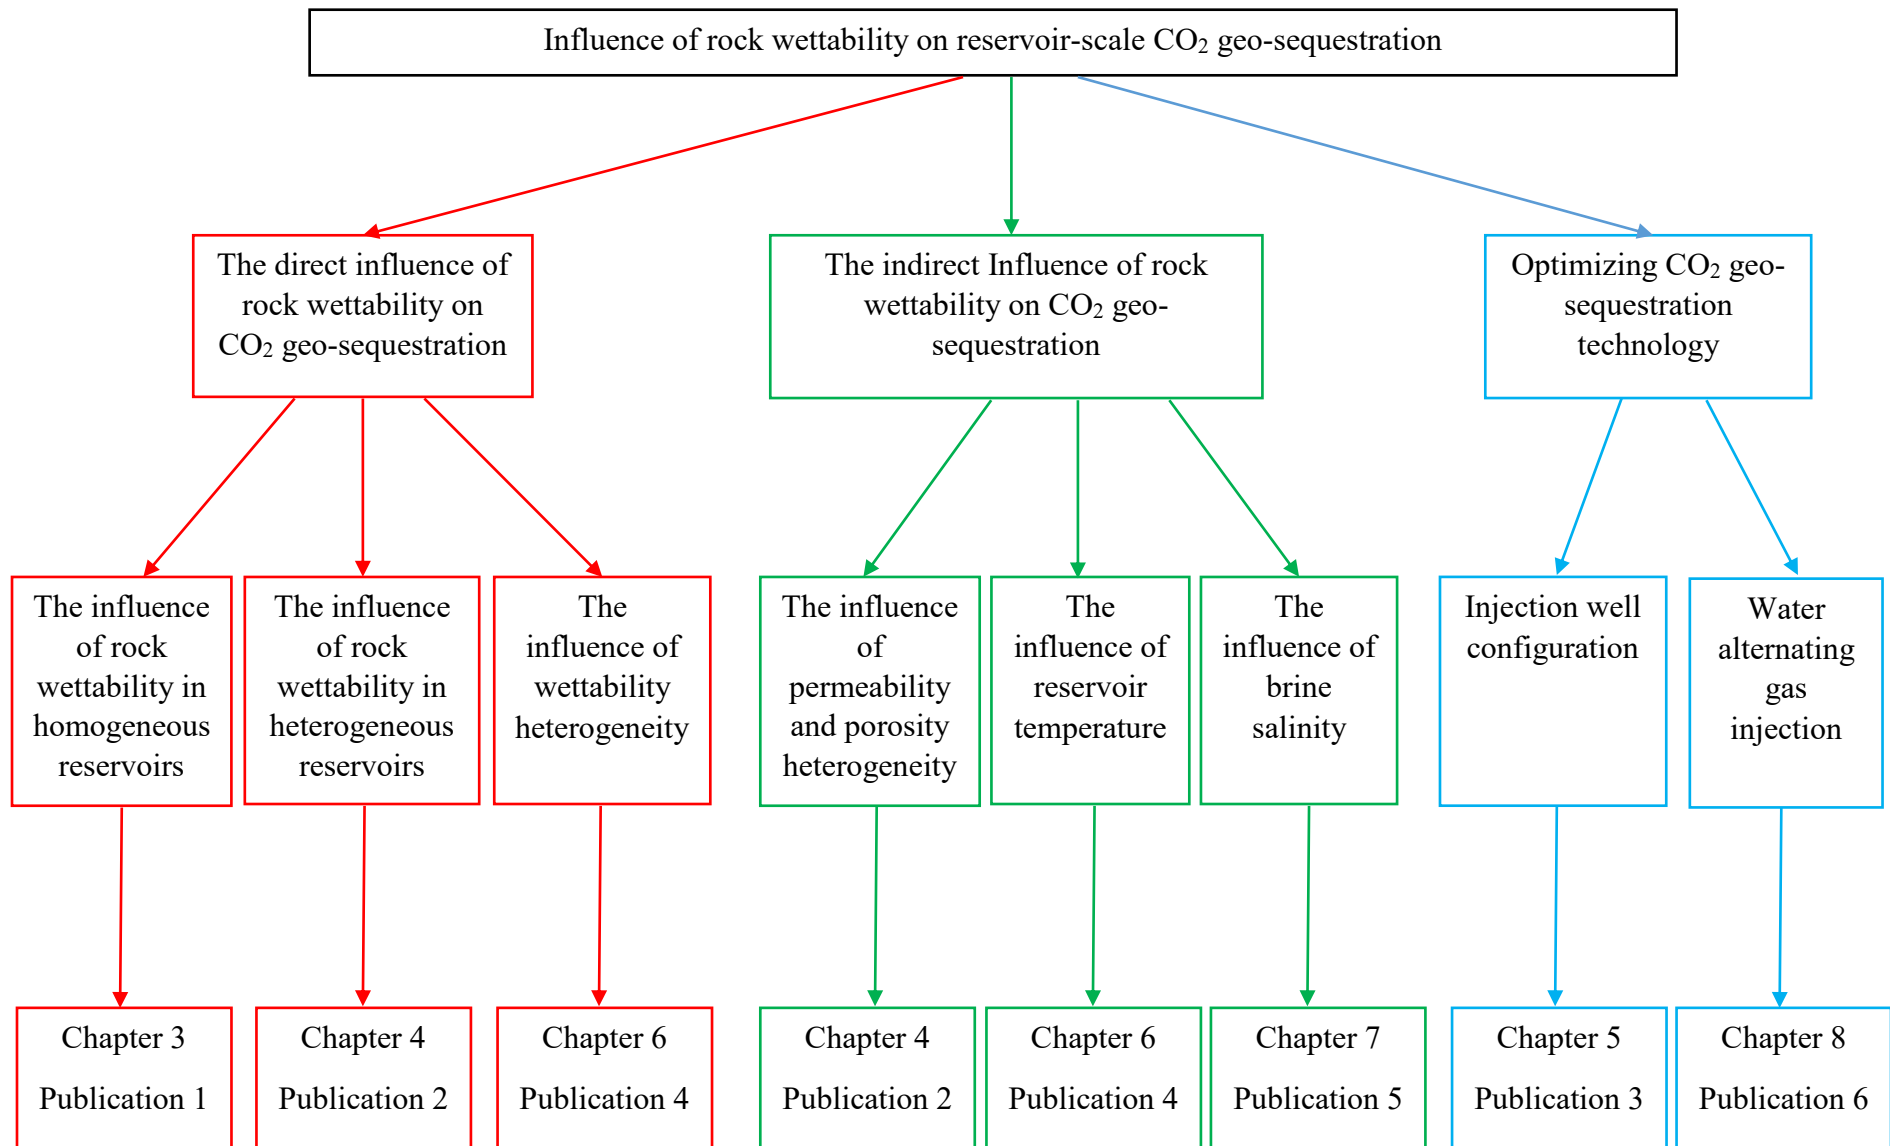 Influence of rock wettability on reservoir-scale CO₂ geo-sequestration
The direct influence of
rock wettability on
CO₂ geo-sequestration
The indirect Influence of rock
wettability on CO₂ geo-
sequestration
Optimizing CO₂ geo-
sequestration
technology
The influence
of rock
wettability in
homogeneous
reservoirs
The influence
of rock
wettability in
heterogeneous
reservoirs
The
influence of
wettability
heterogeneity
The influence
of
permeability
and porosity
heterogeneity
The
influence of
reservoir
temperature
The
influence of
brine
salinity
Injection well
configuration
Water
alternating
gas
injection
Chapter 3
Publication 1
Chapter 4
Publication 2
Chapter 6
Publication 4
Chapter 4
Publication 2
Chapter 6
Publication 4
Chapter 7
Publication 5
Chapter 5
Publication 3
Chapter 8
Publication 6